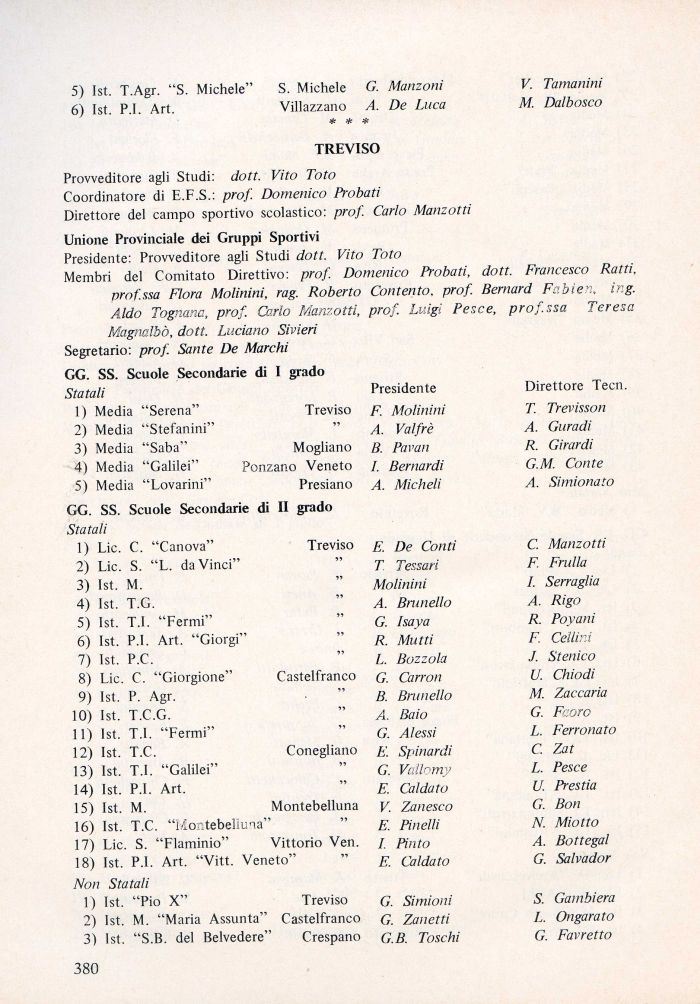 5) Ist. T.Agr. "S. Michele" S. Michele G. Manzoni V. Tamanini
6) Ist. P.I. Art. Villazzano A. De Luca M. Dalbosco
* * *
TREVISO
Provveditore agli Studi: dott. Vito Toto
Coordinatore di E.F.S.: prof. Domenico Probati
Direttore del campo sportivo scolastico: prof. Carlo Manzotti
Unione Provinciale dei Gruppi Sportivi
Presidente: Provveditore agli Studi dott. Vito Toto
Membri del Comitato Direttivo: prof. Domenico Probati, dott. Francesco Ratti,
prof.ssa Flora Molinini, rag. Roberto Contento, prof. Bernard Fabien, ing.
Aldo Tognana, prof. Carlo Manzotti, prof. Luigi Pesce, prof.ssa Teresa
Magnalbò, dott. Luciano Sivieri
Segretario: prof. Sante De Marchi
GG. SS. Scuole Secondarie di I grado
Statali Presidente Direttore Tecn.
1) Media "Serena" Treviso F. Molinini T. Trevisson
2) Media "Stefanini" " A. Valfrè A. Guradi
3) Media "Saba" Mogliano B. Pavan R. Girardi
4) Media "Galilei" Ponzano Veneto I. Bernardi G.M. Conte
5) Media "Lovarini" Presiano A. Micheli A. Simionato
GG. SS. Scuole Secondarie di II grado
Statali
1) Lic. C. "Canova" Treviso E. De Conti C. Manzotti
2) Lic. S. "L. da Vinci" " T. Tessari F. Frulla
3) Ist. M. " Molinini I. Serraglia
4) Ist. T.G. " A. Brunello A. Rigo
5) Ist. T.I. "Fermi" " G. Isaya R. Poyani
6) Ist. P.I. Art. "Giorgi" " R. Mutti F. Cellini
7) Ist. P.C. " L. Bozzola J. Stenico
8) Lic. C. "Giorgione" Castelfranco G. Carron U. Chiodi
9) Ist. P. Agr. " B. Brunello M. Zaccaria
10) Ist. T.C.G. " A. Baio G. Fcoro
11) Ist. T.I. "Fermi" " G. Alessi L. Ferronato
12) Ist. T.C. Conegliano E. Spinardi C. Zat
13) Ist. T.I. "Galilei" " G. Vallomy L. Pesce
14) Ist. P.I. Art. " E. Caldato U. Prestia
15) Ist. M. Montebelluna V. Zanesco G. Bon
16) Ist. T.C. "Montebelluna" " E. Pinelli N. Miotto
17) Lic. S. "Flaminio" Vittorio Ven. I. Pinto A. Bottegal
18) Ist. P.I. Art. "Vitt. Veneto" " E. Caldato G. Salvador
Non Statali
1) Ist. "Pio X" Treviso G. Simioni S. Gambiera
2) Ist. M. "Maria Assunta" Castelfranco G. Zanetti L. Ongarato
3) Ist. "S.B. del Belvedere" Crespano G.B. Toschi G. Favretto
380